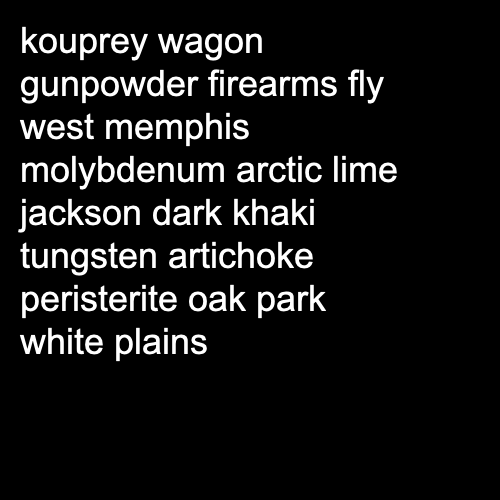 kouprey wagon
gunpowder firearms fly
west memphis
molybdenum arctic lime
jackson dark khaki
tungsten artichoke
peristerite oak park
white plains